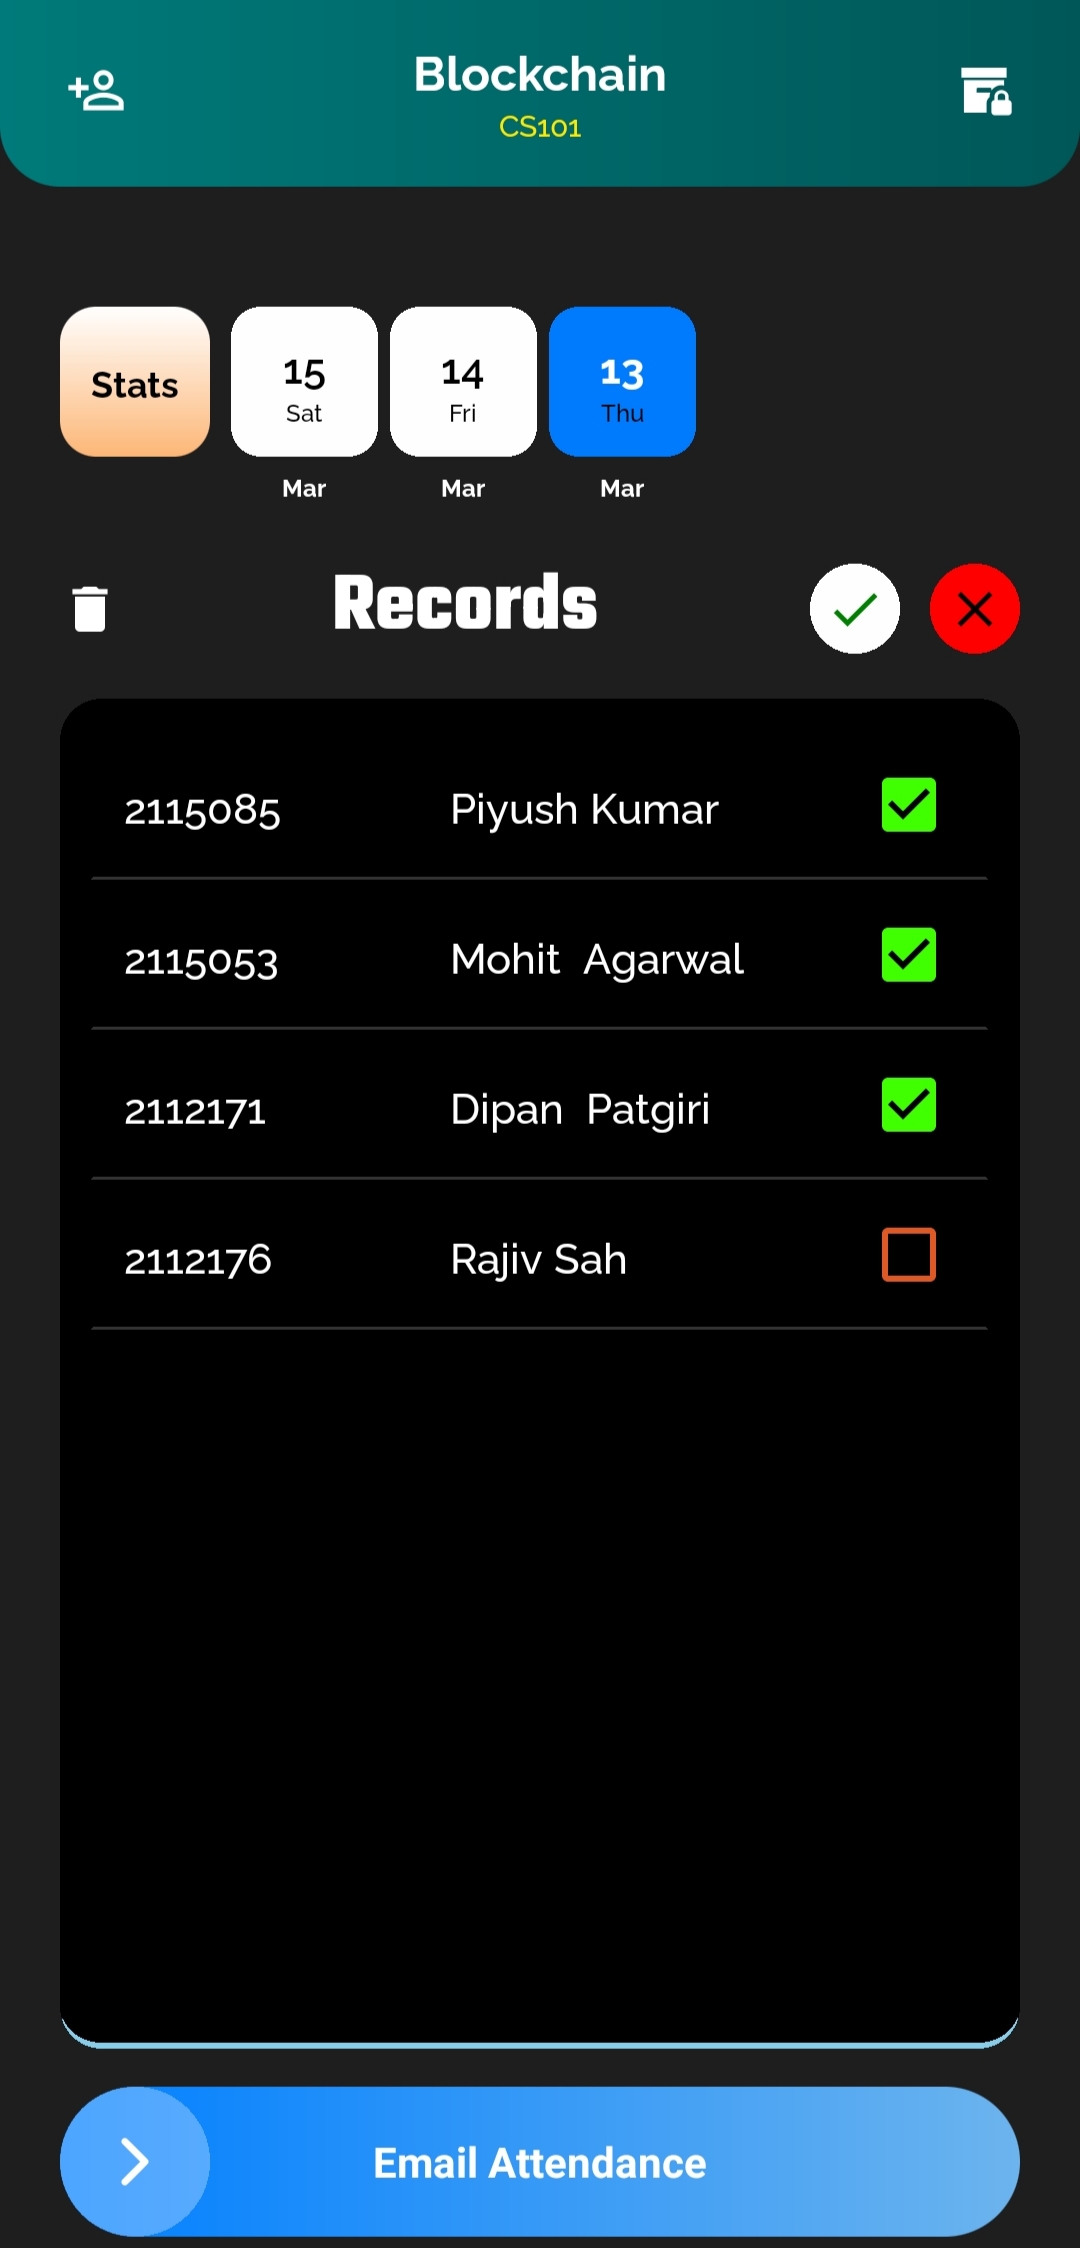 Blockchain
CS101
Stats
15
Sat
Mar
14
Fri
Mar
13
Thu
Mar
Records
2115085 Piyush Kumar
2115053 Mohit Agarwal
2112171 Dipan Patgiri
2112176 Rajiv Sah
Email Attendance